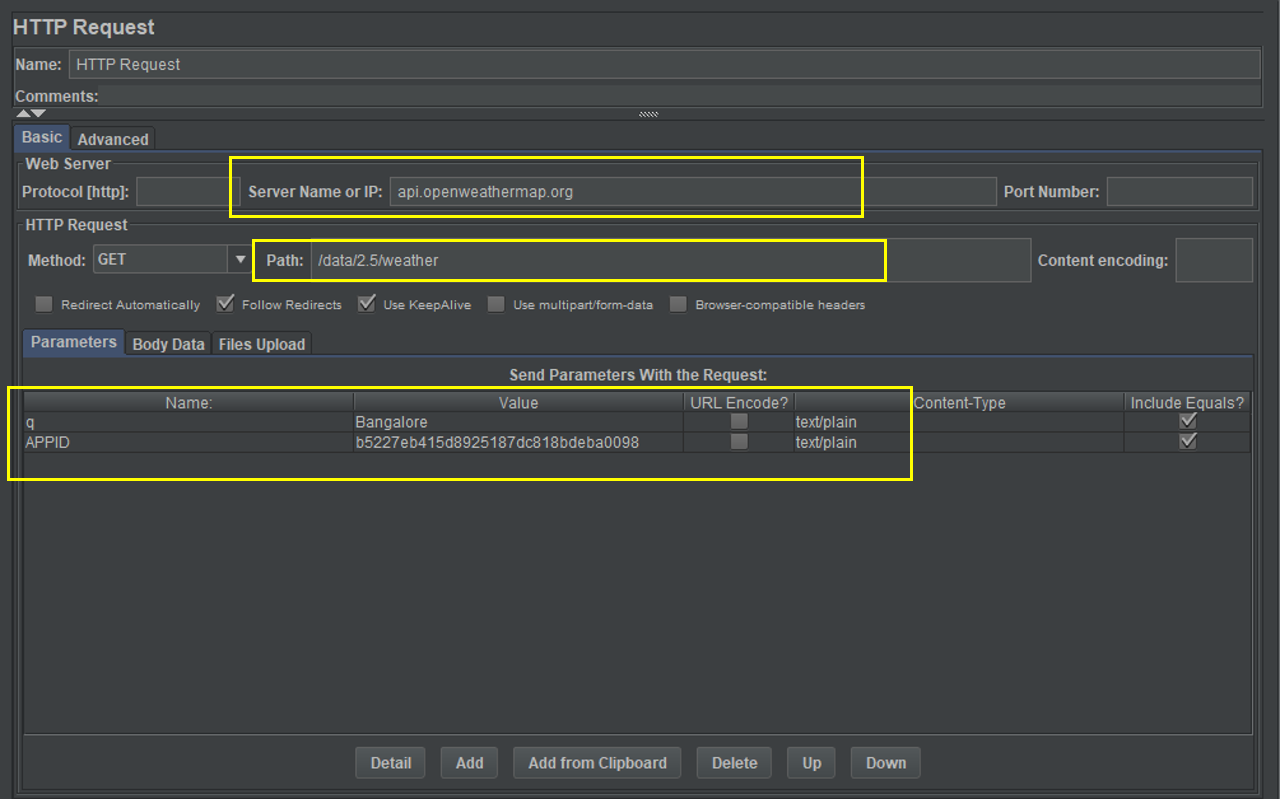 HTTP Request
Name: HTTP Request
Comments:
Basic Advanced
Web Server
Protocol [http]: Server Name or IP: api.openweathermap.org Port Number:
HTTP Request
Method: GET Path: /data/2.5/weather Content encoding:
Redirect Automatically Follow Redirects Use KeepAlive Use multipart/form-data Browser-compatible headers
Parameters Body Data Files Upload
Send Parameters With the Request:
Name: Value URL Encode? Content-Type Include Equals?
q Bangalore text/plain
APPID b5227eb415d8925187dc818bdeba0098 text/plain
Detail Add Add from Clipboard Delete Up Down